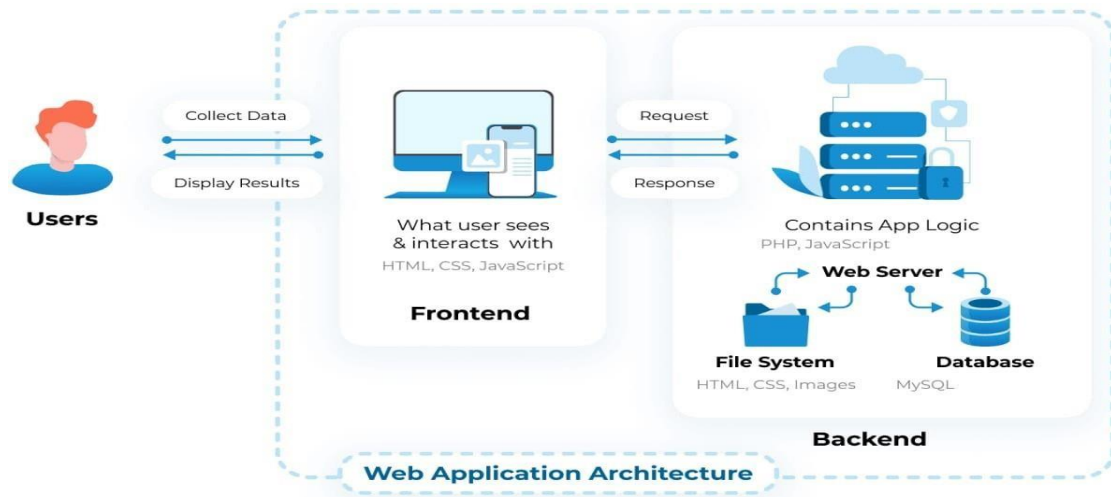 Collect Data
Display Results
Users
What user sees
& interacts with
HTML, CSS, JavaScript
Frontend
Request
Response
Contains App Logic
PHP, JavaScript
Web Server
File System
HTML, CSS, Images
Database
MySQL
Backend
Web Application Architecture